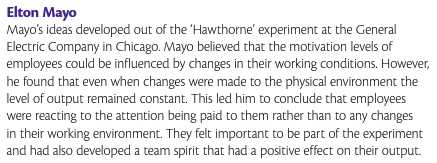 Elton Mayo
Mayo's ideas developed out of the 'Hawthorne' experiment at the General
Electric Company in Chicago. Mayo believed that the motivation levels of
employees could be influenced by changes in their working conditions. However,
he found that even when changes were made to the physical environment the
level of output remained constant. This led him to conclude that employees
were reacting to the attention being paid to them rather than to any changes
in their working environment. They felt important to be part of the experiment
and had also developed a team spirit that had a positive effect on their output.